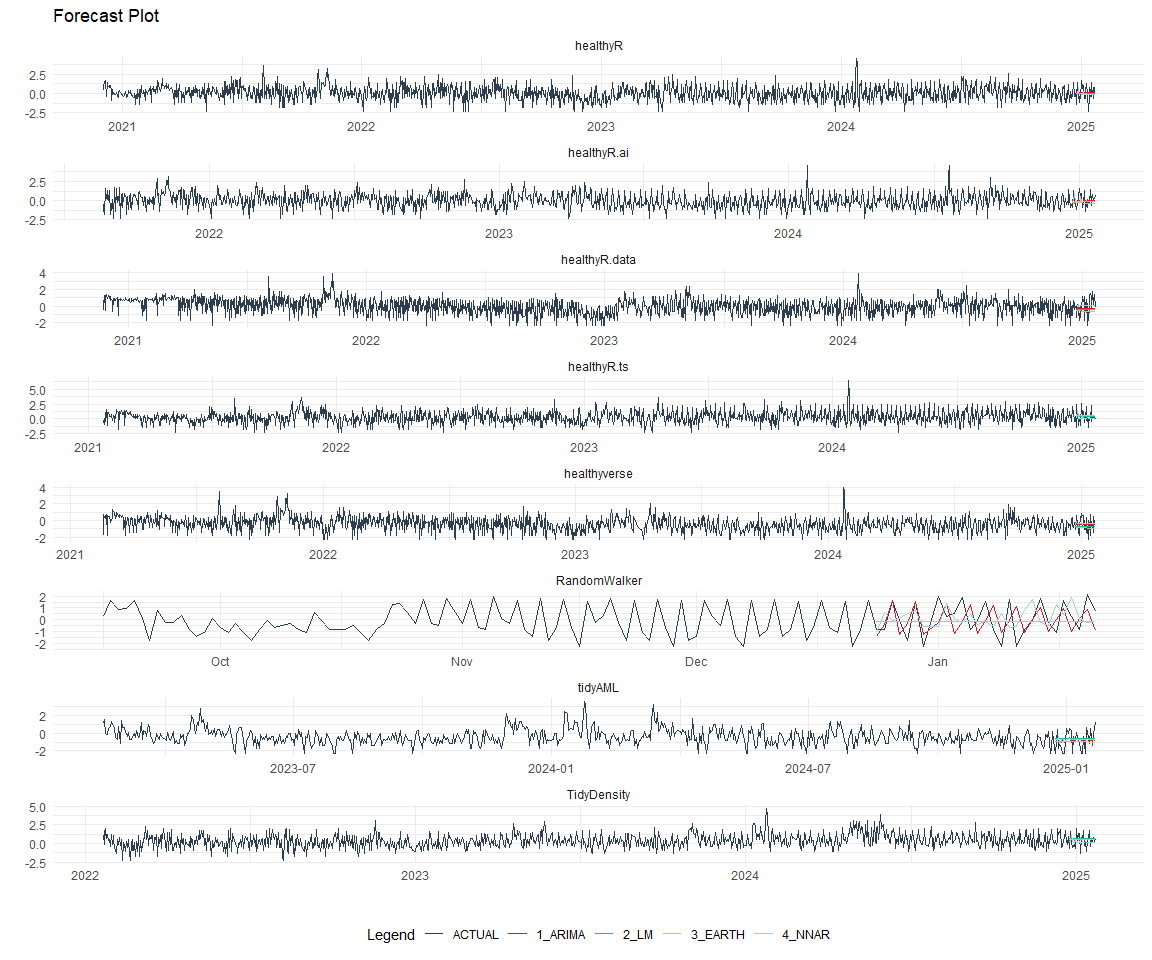 Forecast Plot
healthyR
2.5
0.0
-2.5
2021 2022 2023 2024 2025
healthyR.ai
2.5
0.0
-2.5
2022 2023 2024 2025
healthyR.data
4
2
0
-2
2021 2022 2023 2024 2025
healthyR.ts
5.0
2.5
0.0
-2.5
2021 2022 2023 2024 2025
healthyverse
4
2
0
-2
2021 2022 2023 2024 2025
RandomWalker
2
1
0
-1
-2
Oct Nov Dec Jan
tidyAML
2
0
-2
2023-07 2024-01 2024-07 2025-01
TidyDensity
5.0
2.5
0.0
-2.5
2022 2023 2024 2025
Legend ACTUAL 1_ARIMA 2_LM 3_EARTH 4_NNAR